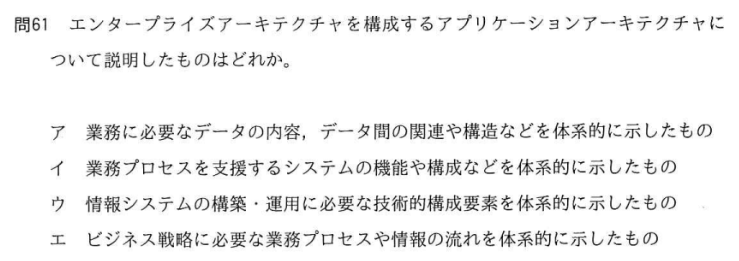 問61 エンタープライズアーキテクチャを構成するアプリケーションアーキテクチャに
ついて説明したものはどれか。
ア 業務に必要なデータの内容，データ間の関連や構造などを体系的に示したもの
イ 業務プロセスを支援するシステムの機能や構成などを体系的に示したもの
ウ 情報システムの構築・運用に必要な技術的構成要素を体系的に示したもの
エ ビジネス戦略に必要な業務プロセスや情報の流れを体系的に示したもの